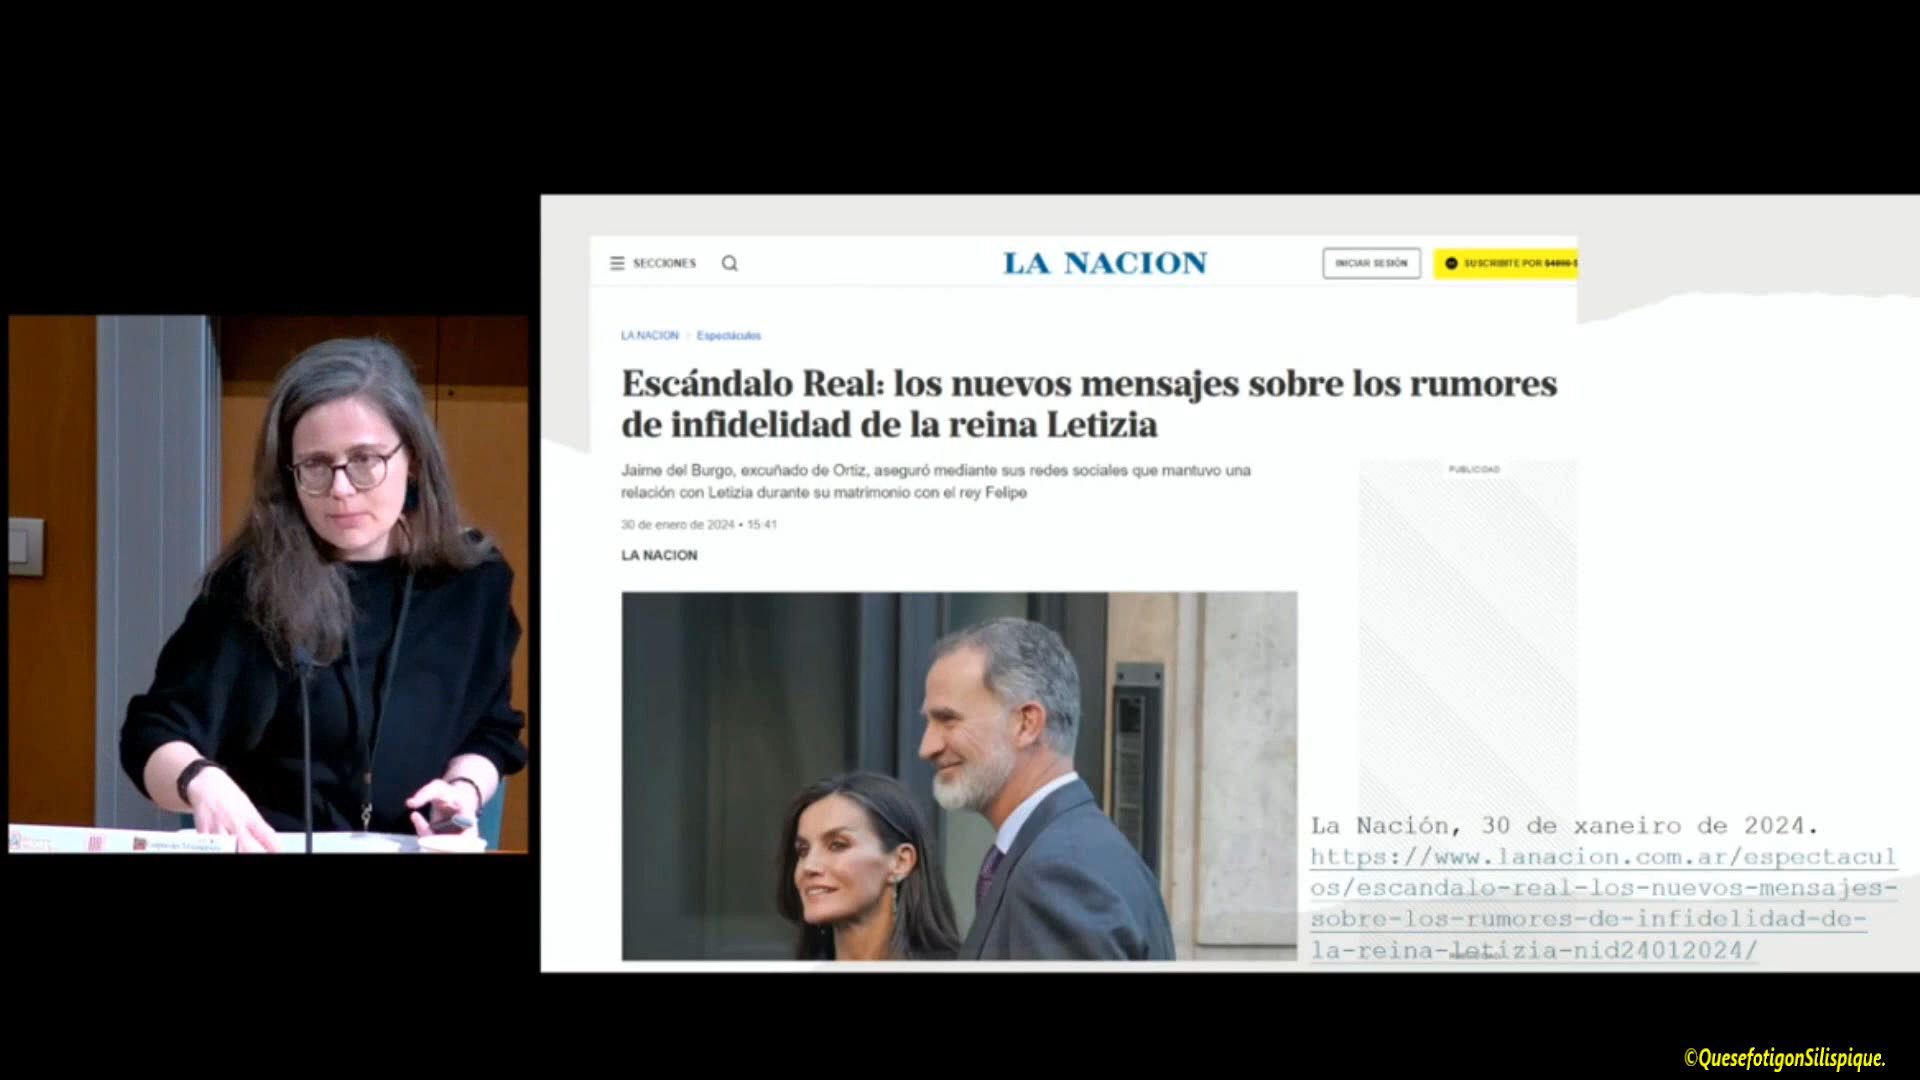 SECCIONES
LA NACION
INICIAR SESIÓN
SUSCRIBITE POR
LA NACION
Espectáculos
Escándalo Real: los nuevos mensajes sobre los rumores
de infidelidad de la reina Letizia
Jaime del Burgo, excuñado de Ortiz, aseguró mediante sus redes sociales que mantuvo una
relación con Letizia durante su matrimonio con el rey Felipe
30 de enero de 2024 • 15:41
LA NACION
PUBLICIDAD
La Nación, 30 de xaneiro de 2024.
https://www.lanacion.com.ar/espectacul
os/escandalo-real-los-nuevos-mensajes-
sobre-los-rumores-de-infidelidad-de-
la-reina-letizia-nid24012024/
©QuesefotigonSilispique.